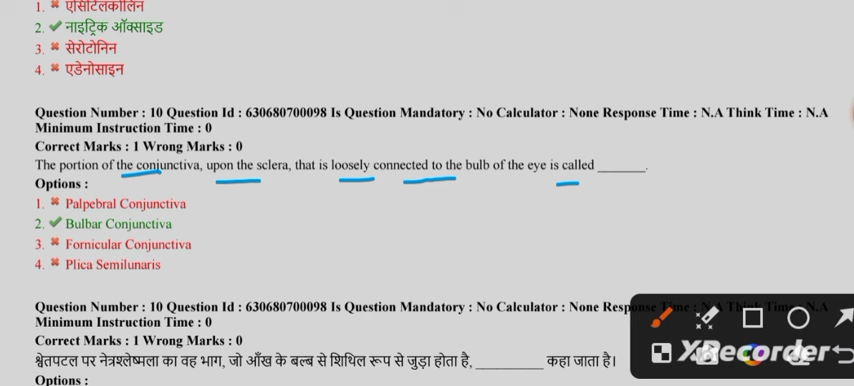 1. ✖ एसिटिलकोलिन
2. ✔ नाइट्रिक ऑक्साइड
3. ✖ सेरोटोनिन
4. ✖ एडेनोसाइन
Question Number : 10 Question Id : 630680700098 Is Question Mandatory : No Calculator : None Response Time : N.A Think Time : N.A
Minimum Instruction Time : 0
Correct Marks : 1 Wrong Marks : 0
The portion of the conjunctiva, upon the sclera, that is loosely connected to the bulb of the eye is called ________.
Options :
1. ✖ Palpebral Conjunctiva
2. ✔ Bulbar Conjunctiva
3. ✖ Fornicular Conjunctiva
4. ✖ Plica Semilunaris
Question Number : 10 Question Id : 630680700098 Is Question Mandatory : No Calculator : None Response Time : N.A Think Time : N.A
Minimum Instruction Time : 0
Correct Marks : 1 Wrong Marks : 0
श्वेतपटल पर नेत्रश्लेष्मला का वह भाग, जो आँख के बल्ब से शिथिल रूप से जुड़ा होता है, __________ कहा जाता है।
Options :
XRecorder